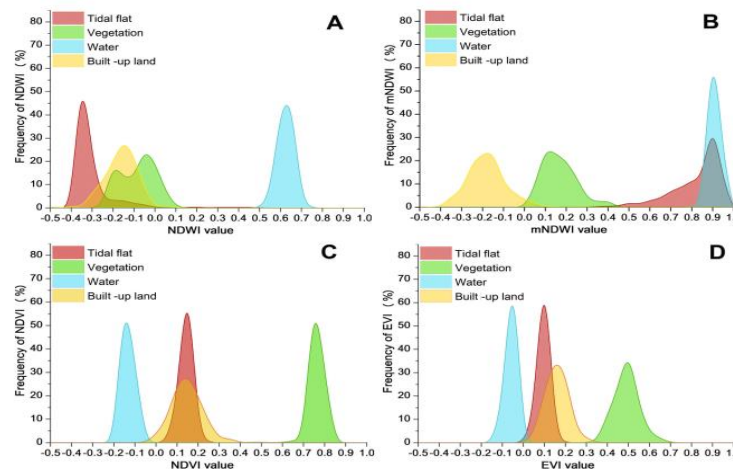 A
Tidal flat
Vegetation
Water
Built -up land
Frequency of NDWI (%)
80
70
60
50
40
30
20
10
0
-0.5 -0.4 -0.3 -0.2 -0.1 0.0 0.1 0.2 0.3 0.4 0.5 0.6 0.7 0.8 0.9 1.0
NDWI value
B
Tidal flat
Vegetation
Water
Built -up land
Frequency of mNDWI (%)
80
70
60
50
40
30
20
10
0
-0.5 -0.4 -0.3 -0.2 -0.1 0.0 0.1 0.2 0.3 0.4 0.5 0.6 0.7 0.8 0.9
mNDWI value
C
Tidal flat
Vegetation
Water
Built -up land
Frequency of NDVI (%)
80
70
60
50
40
30
20
10
0
-0.5 -0.4 -0.3 -0.2 -0.1 0.0 0.1 0.2 0.3 0.4 0.5 0.6 0.7 0.8 0.9 1.0
NDVI value
D
Tidal flat
Vegetation
Water
Built -up land
Frequency of EVI (%)
80
70
60
50
40
30
20
10
0
-0.5 -0.4 -0.3 -0.2 -0.1 0.0 0.1 0.2 0.3 0.4 0.5 0.6 0.7 0.8 0.9
EVI value